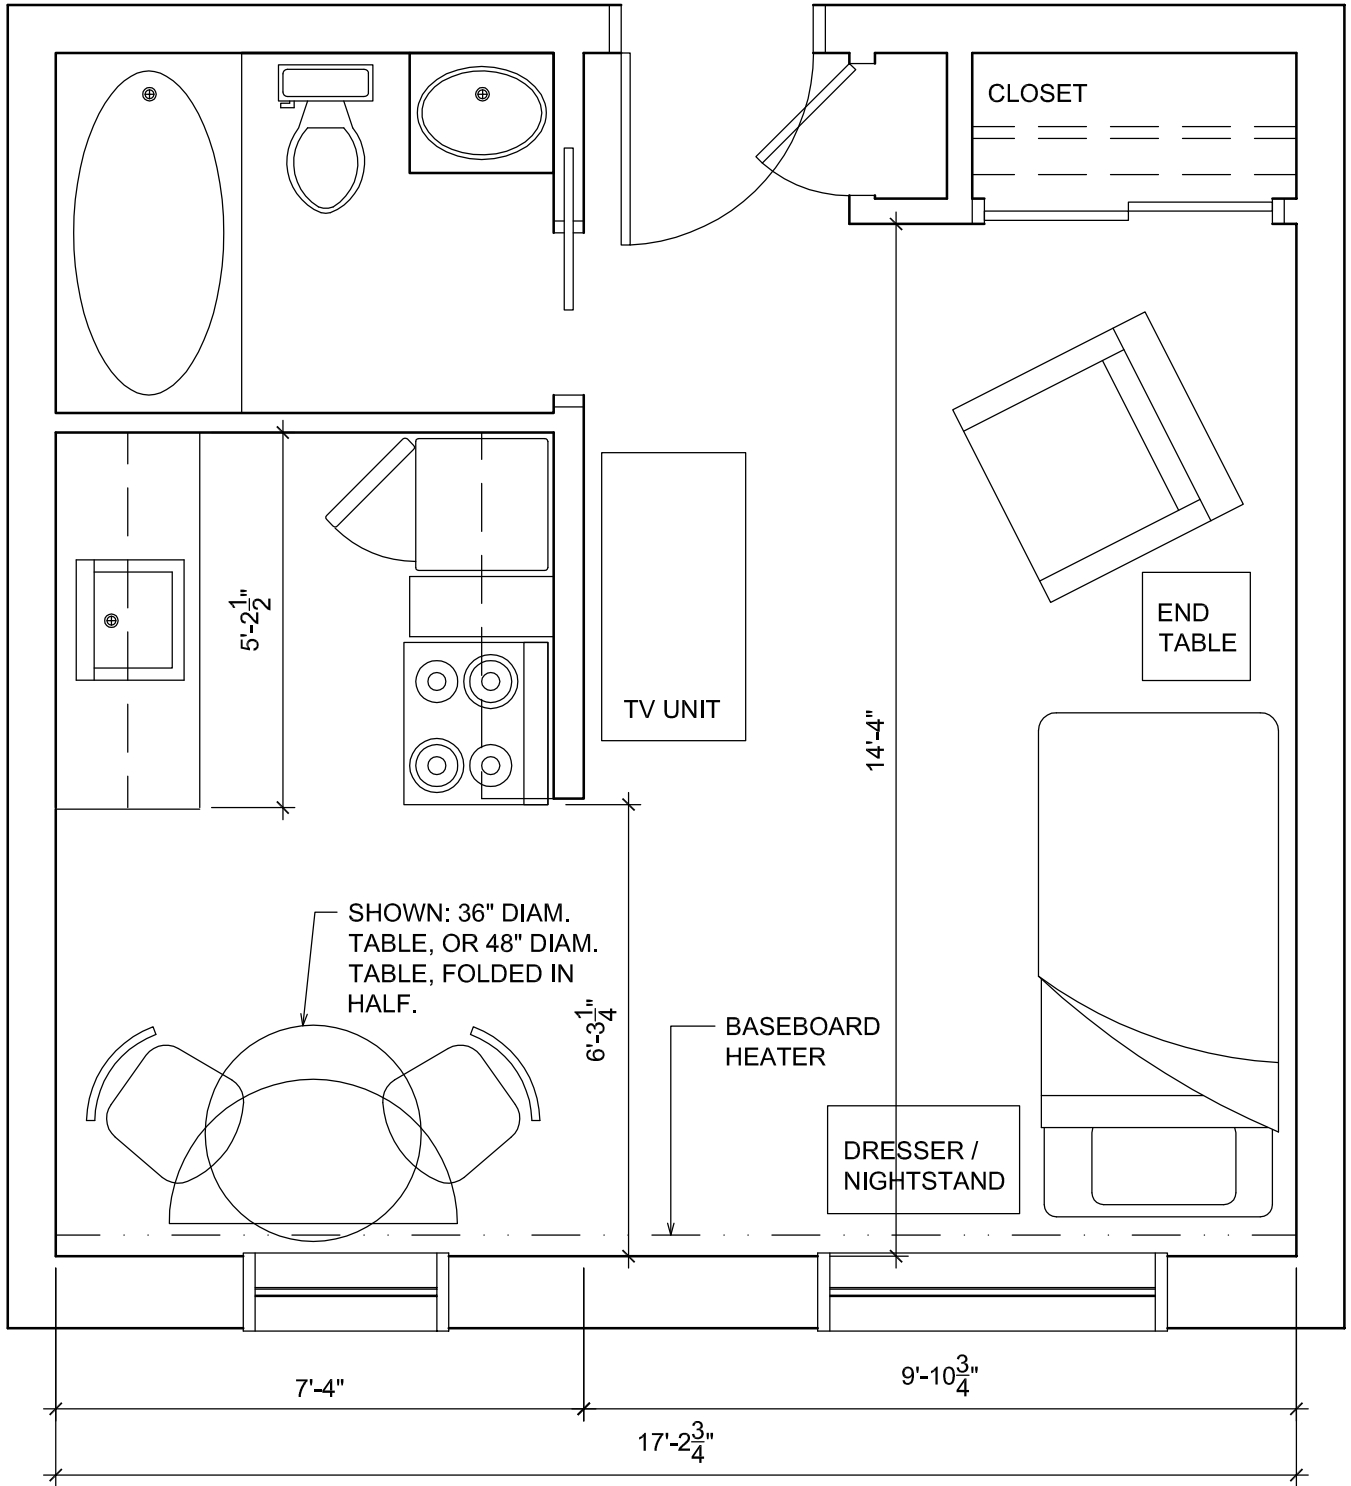 CLOSET
END
TABLE
5'-2 1/2"
TV UNIT
14'-4"
SHOWN: 36" DIAM.
TABLE, OR 48" DIAM.
TABLE, FOLDED IN
HALF.
6'-3 1/4"
BASEBOARD
HEATER
DRESSER /
NIGHTSTAND
7'-4"
9'-10 3/4"
17'-2 3/4"